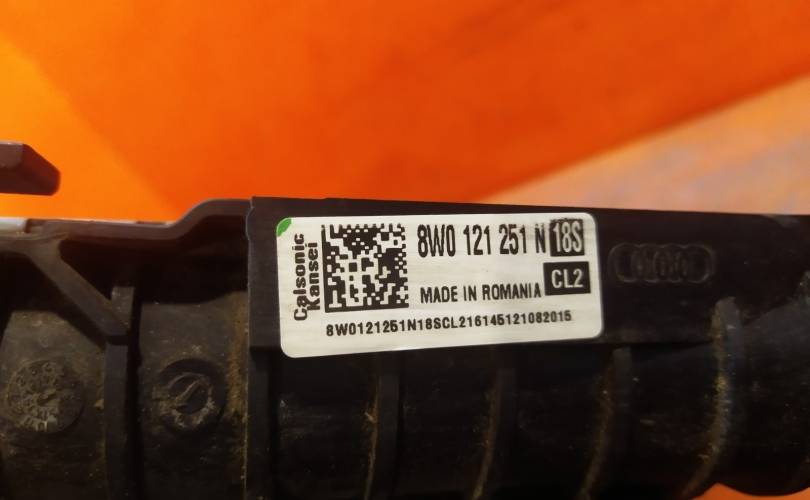 Calsonic
Kansei
8W0 121 251 N 18S
MADE IN ROMANIA CL2
8W0121251N18SCL216145121082015